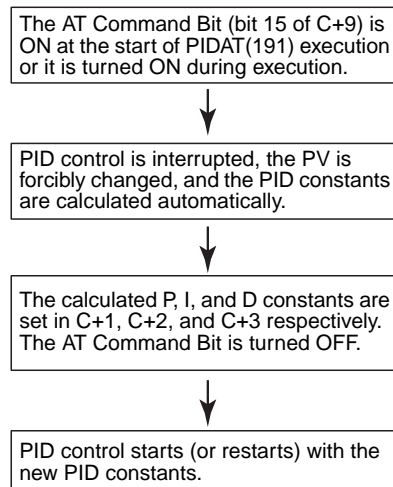 The AT Command Bit (bit 15 of C+9) is
ON at the start of PIDAT(191) execution
or it is turned ON during execution.
PID control is interrupted, the PV is
forcibly changed, and the PID constants
are calculated automatically.
The calculated P, I, and D constants are
set in C+1, C+2, and C+3 respectively.
The AT Command Bit is turned OFF.
PID control starts (or restarts) with the
new PID constants.